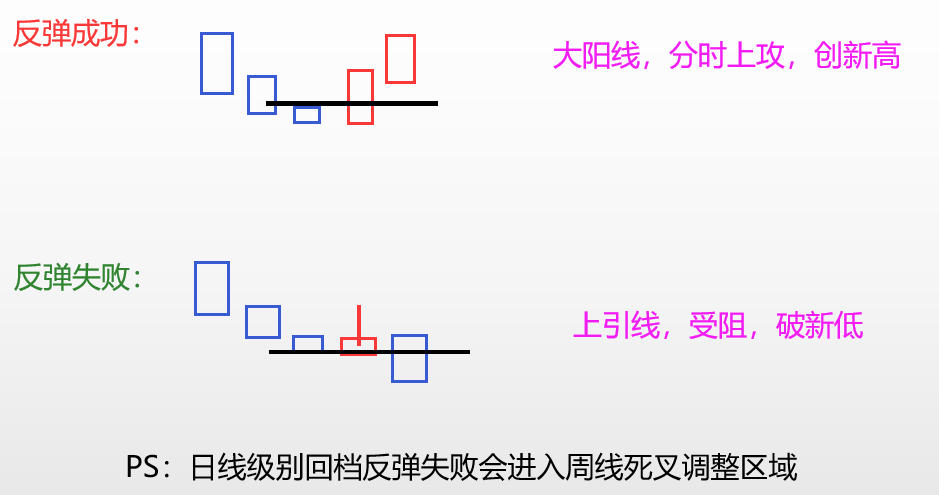 反弹成功：
大阳线，分时上攻，创新高
反弹失败：
上引线，受阻，破新低
PS：日线级别回档反弹失败会进入周线死叉调整区域